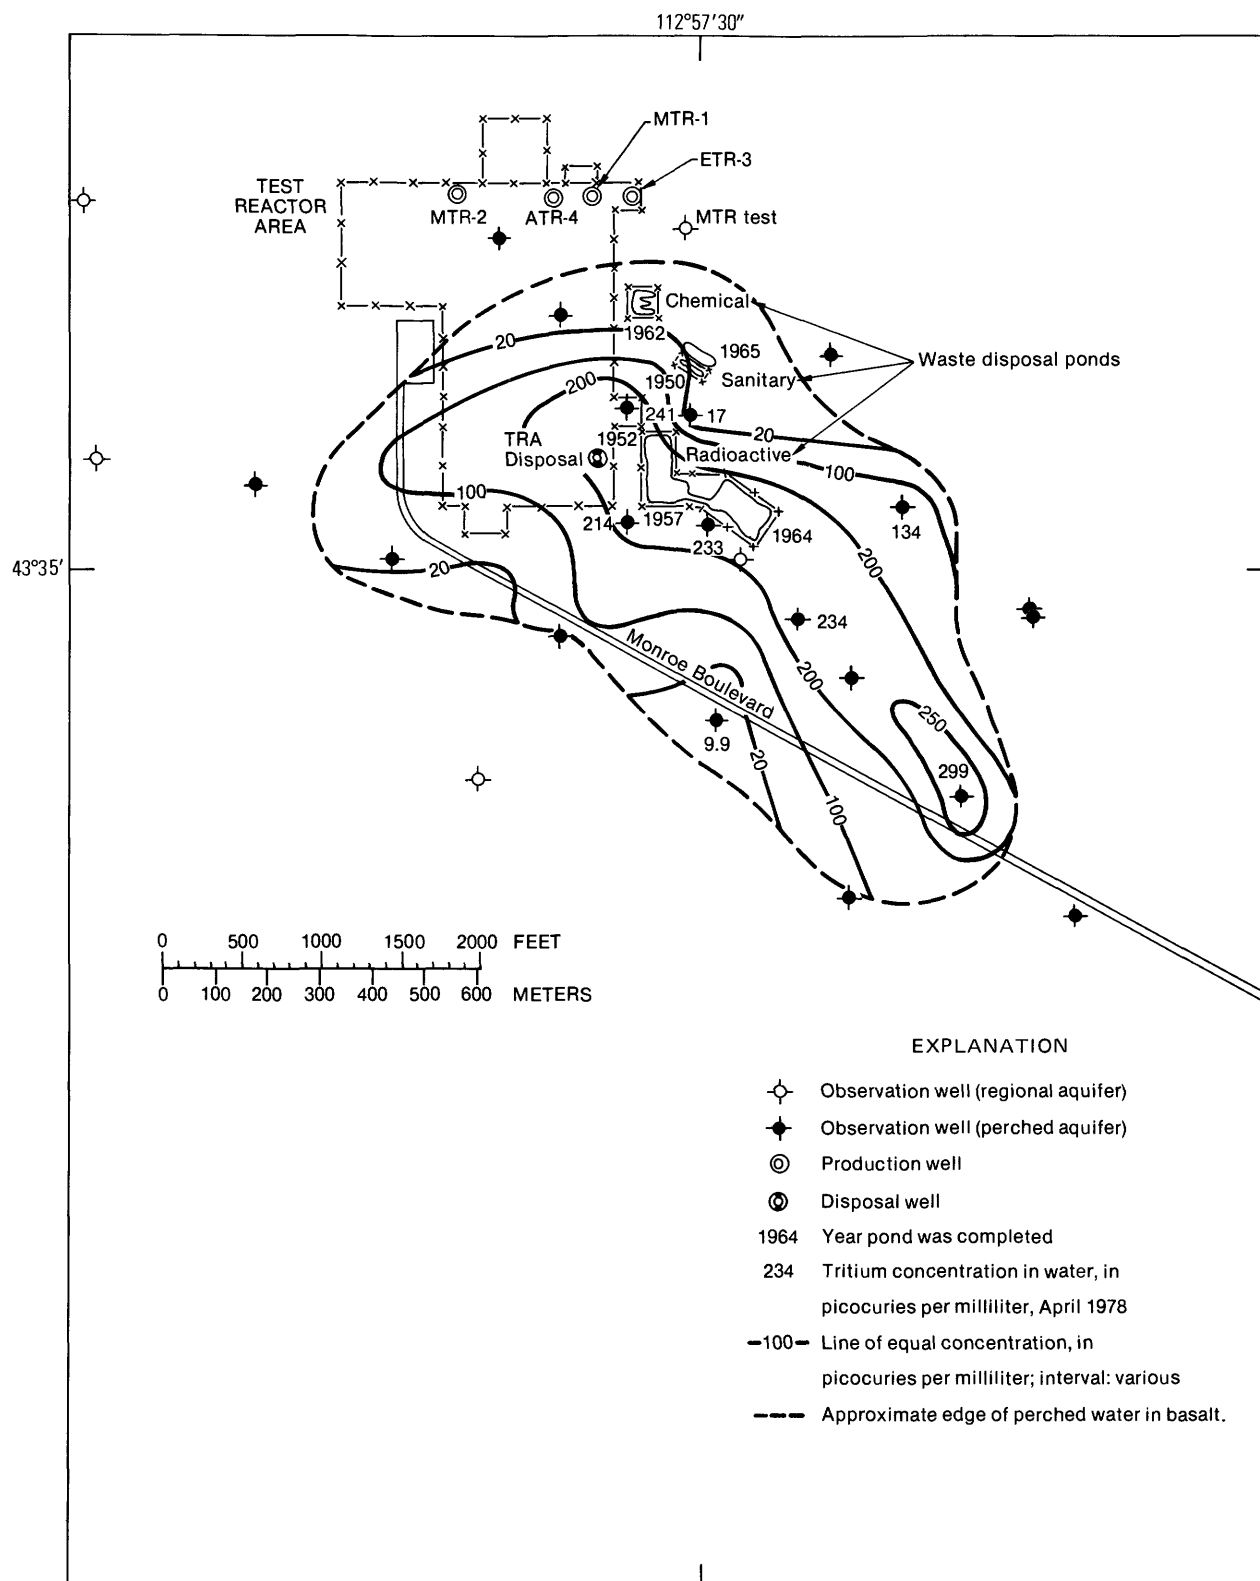 112°57′30″
MTR-1
ETR-3
TEST
REACTOR
AREA
MTR-2
ATR-4
MTR test
Chemical
1962
20
1965
Waste disposal ponds
1950
Sanitary
200
241
17
TRA
Disposal
1952
20
Radioactive
100
100
214
1957
233
1964
134
200
43°35′
20
234
Monroe Boulevard
200
250
9.9
20
299
100
0 500 1000 1500 2000 FEET
0 100 200 300 400 500 600 METERS
EXPLANATION
Observation well (regional aquifer)
Observation well (perched aquifer)
Production well
Disposal well
1964 Year pond was completed
234 Tritium concentration in water, in
picocuries per milliliter, April 1978
100 Line of equal concentration, in
picocuries per milliliter; interval: various
Approximate edge of perched water in basalt.